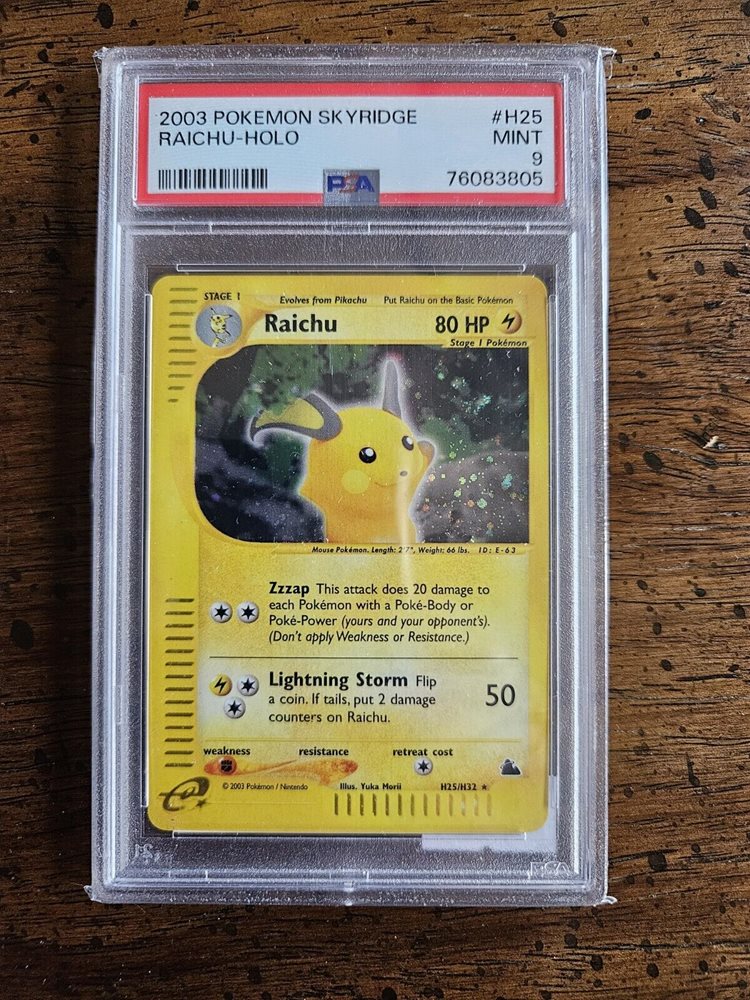 2003 POKEMON SKYRIDGE #H25
RAICHU-HOLO MINT
9
PSA 76083805
STAGE 1 Evolves from Pikachu Put Raichu on the Basic Pokémon
Raichu 80 HP
Stage 1 Pokémon
Mouse Pokémon. Length: 2'7", Weight: 66 lbs. ID: E-63
Zzzap This attack does 20 damage to
each Pokémon with a Poké-Body or
Poké-Power (yours and your opponent's).
(Don't apply Weakness or Resistance.)
Lightning Storm Flip
a coin. If tails, put 2 damage 50
counters on Raichu.
weakness resistance retreat cost
e © 2003 Pokémon / Nintendo Illus. Yuka Morii H25/H32 ★